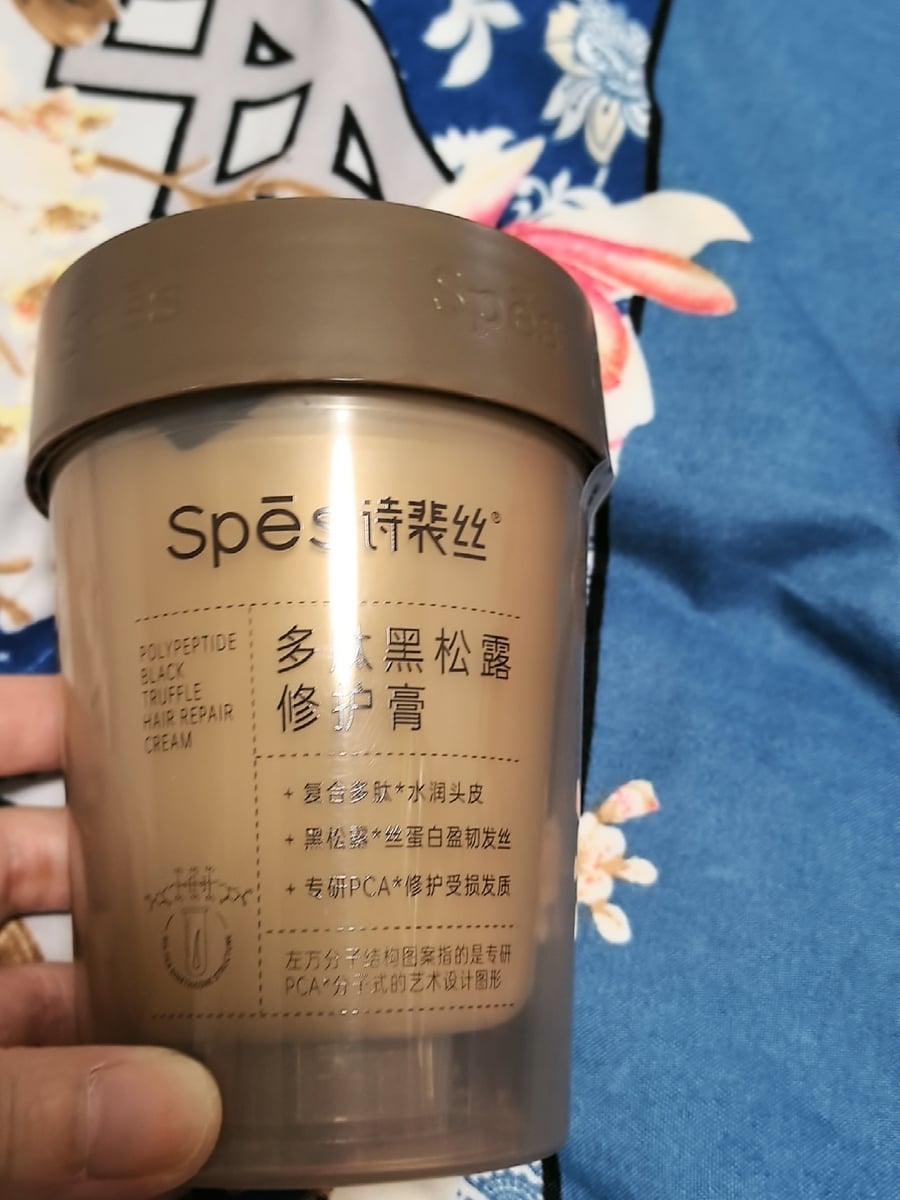 Spēs
Spēs诗裴丝®
POLYPEPTIDE
BLACK
TRUFFLE
HAIR REPAIR
CREAM
多肽黑松露
修护膏
+ 复合多肽*水润头皮
+ 黑松露*丝蛋白盈韧发丝
+ 专研PCA*修护受损发质
左方分子结构图案指的是专研
PCA*分子式的艺术设计图形